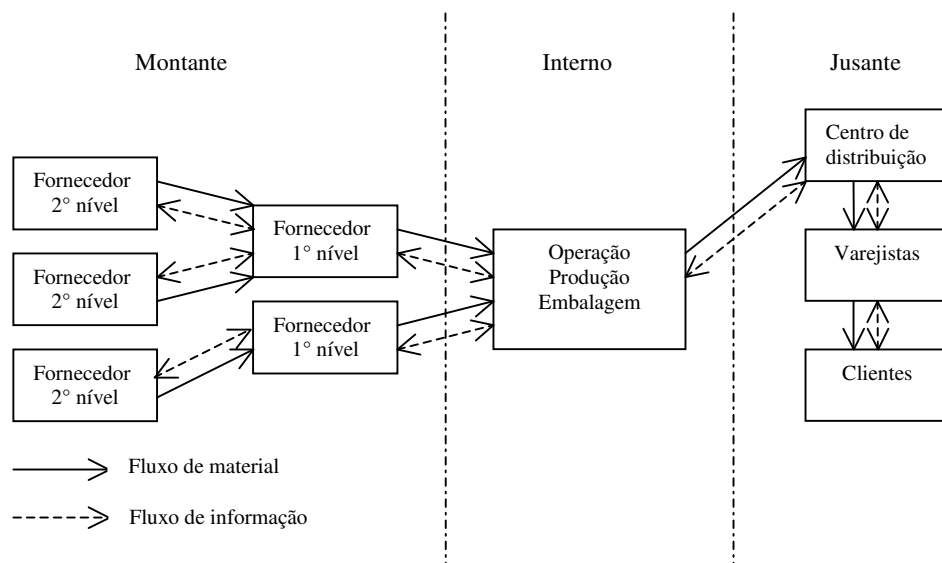 Montante
Interno
Jusante
Fornecedor
2° nível
Fornecedor
2° nível
Fornecedor
2° nível
Fornecedor
1° nível
Fornecedor
1° nível
Operação
Produção
Embalagem
Centro de
distribuição
Varejistas
Clientes
Fluxo de material
Fluxo de informação